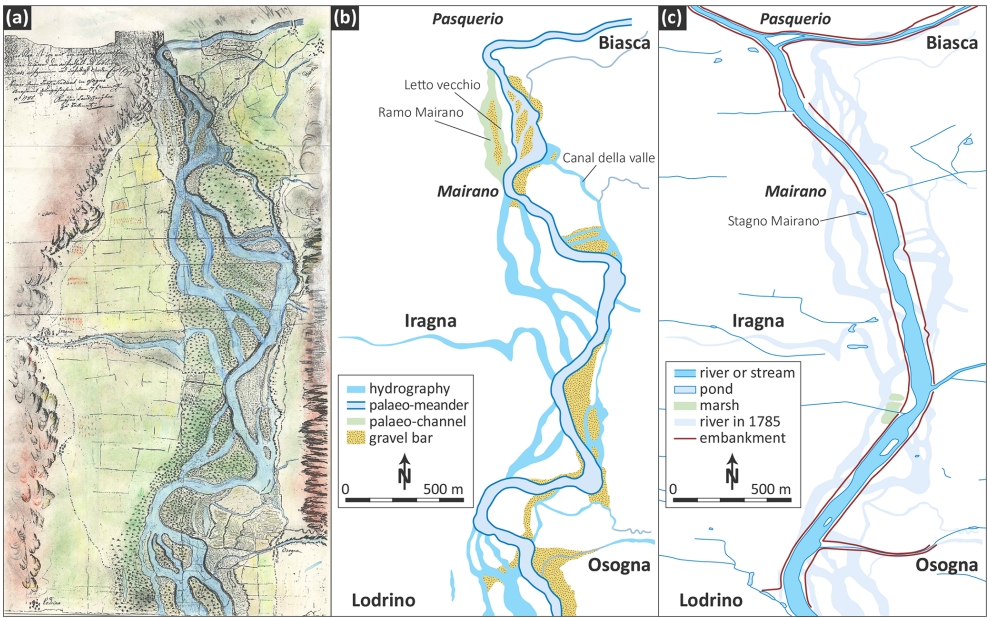 (a)
Osogna
Lodrino
(b)
Pasquerio
Biasca
Letto vecchio
Ramo Mairano
Canal della valle
Mairano
Iragna
hydrography
palaeo-meander
palaeo-channel
gravel bar
N
0 500 m
Osogna
Lodrino
(c)
Pasquerio
Biasca
Mairano
Stagno Mairano
Iragna
river or stream
pond
marsh
river in 1785
embankment
N
0 500 m
Osogna
Lodrino